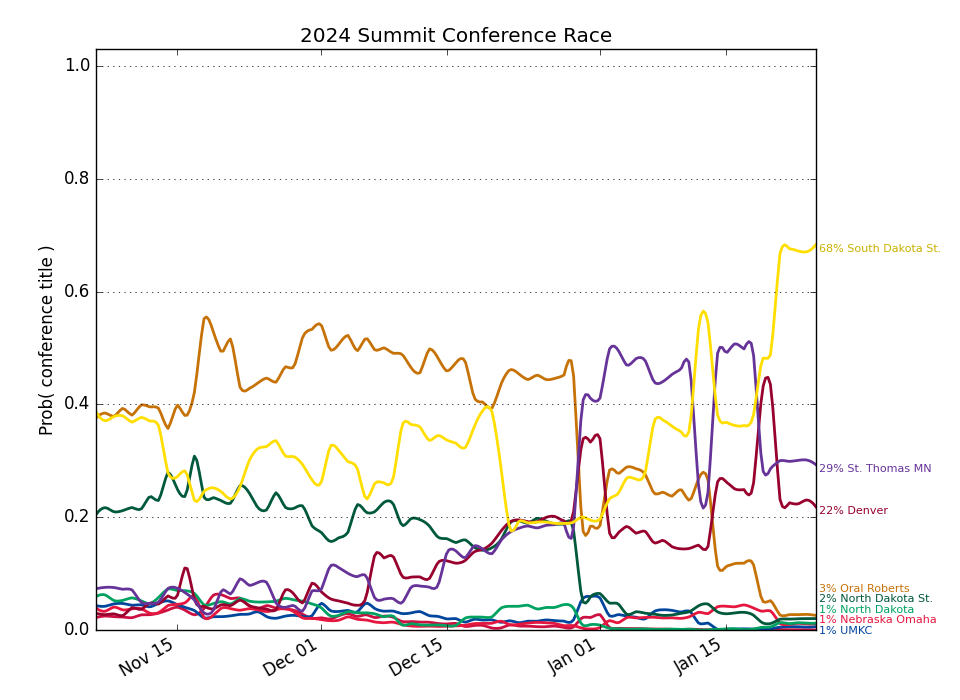 2024 Summit Conference Race
Prob( conference title )
1.0
0.8
0.6
0.4
0.2
0.0
Nov 15
Dec 01
Dec 15
Jan 01
Jan 15
68% South Dakota St.
29% St. Thomas MN
22% Denver
3% Oral Roberts
2% North Dakota St.
1% North Dakota
1% Nebraska Omaha
1% UMKC